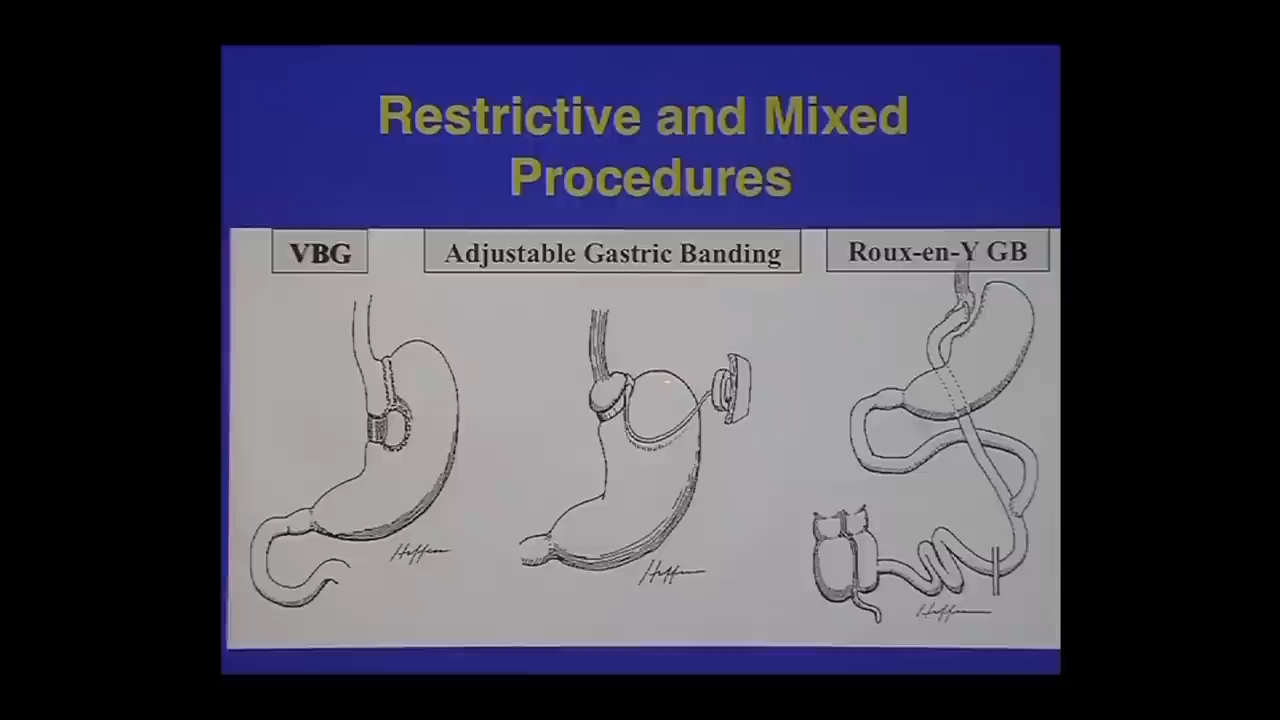 Restrictive and Mixed
Procedures
VBG
Adjustable Gastric Banding
Roux-en-Y GB